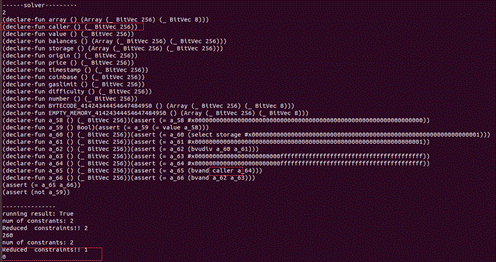 ------solver---------
2
(declare-fun array () (Array (_ BitVec 256) (_ BitVec 8)))
(declare-fun caller () (_ BitVec 256))
(declare-fun value () (_ BitVec 256))
(declare-fun balances () (Array (_ BitVec 256) (_ BitVec 256)))
(declare-fun storage () (Array (_ BitVec 256) (_ BitVec 256)))
(declare-fun origin () (_ BitVec 256))
(declare-fun price () (_ BitVec 256))
(declare-fun timestamp () (_ BitVec 256))
(declare-fun coinbase () (_ BitVec 256))
(declare-fun gaslimit () (_ BitVec 256))
(declare-fun difficulty () (_ BitVec 256))
(declare-fun number () (_ BitVec 256))
(declare-fun () (Array (_ BitVec 256) (_ BitVec 8)))
(declare-fun () (Array (_ BitVec 256) (_ BitVec 8)))
(declare-fun a_58 () (_ BitVec 256))(assert (= a_58
(declare-fun a_59 () Bool)(assert (= a_59 (= value a_58)))
(declare-fun a_60 () (_ BitVec 256))(assert (= a_60 (select storage
(declare-fun a_61 () (_ BitVec 256))(assert (= a_61
(declare-fun a_62 () (_ BitVec 256))(assert (= a_62 (bvudiv a_60 a_61)))
(declare-fun a_63 () (_ BitVec 256))(assert (= a_63
(declare-fun a_64 () (_ BitVec 256))(assert (= a_64
(declare-fun a_65 () (_ BitVec 256))(assert (= a_65 (bvand caller a_64)))
(declare-fun a_66 () (_ BitVec 256))(assert (= a_66 (bvand a_62 a_63)))
(assert (= a_65 a_66))
(assert (not a_59))
---------------
running result: True
num of constrants: 2
Reduced constraints!! 2
260
num of constrants: 2
Reduced constraints!! 1
0